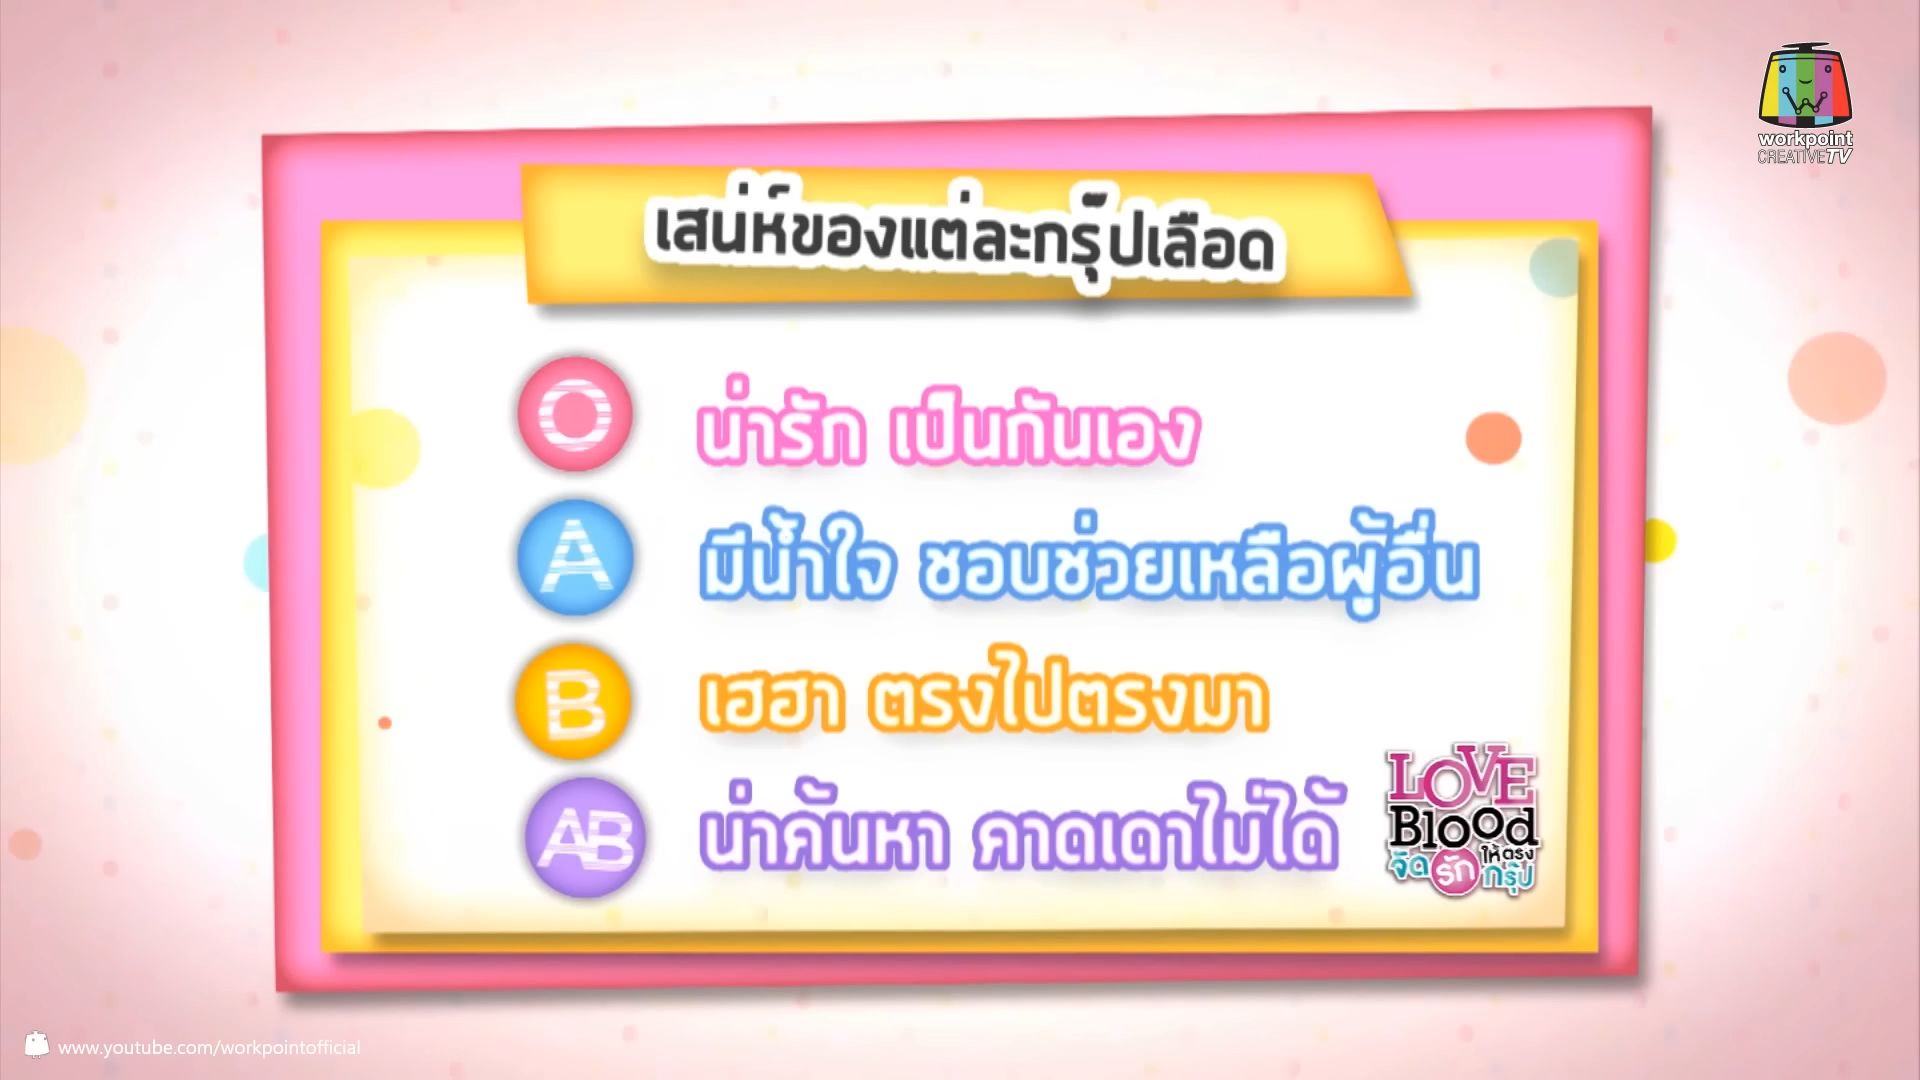 workpoint
CREATIVE TV
เสน่ห์ของแต่ละกรุ๊ปเลือด
O น่ารัก เป็นกันเอง
A มีน้ำใจ ชอบช่วยเหลือผู้อื่น
B เฮฮา ตรงไปตรงมา
AB น่าค้นหา คาดเดาไม่ได้
LOVE
Blood
จัดรักให้ตรงกรุ๊ป
www.youtube.com/workpointofficial